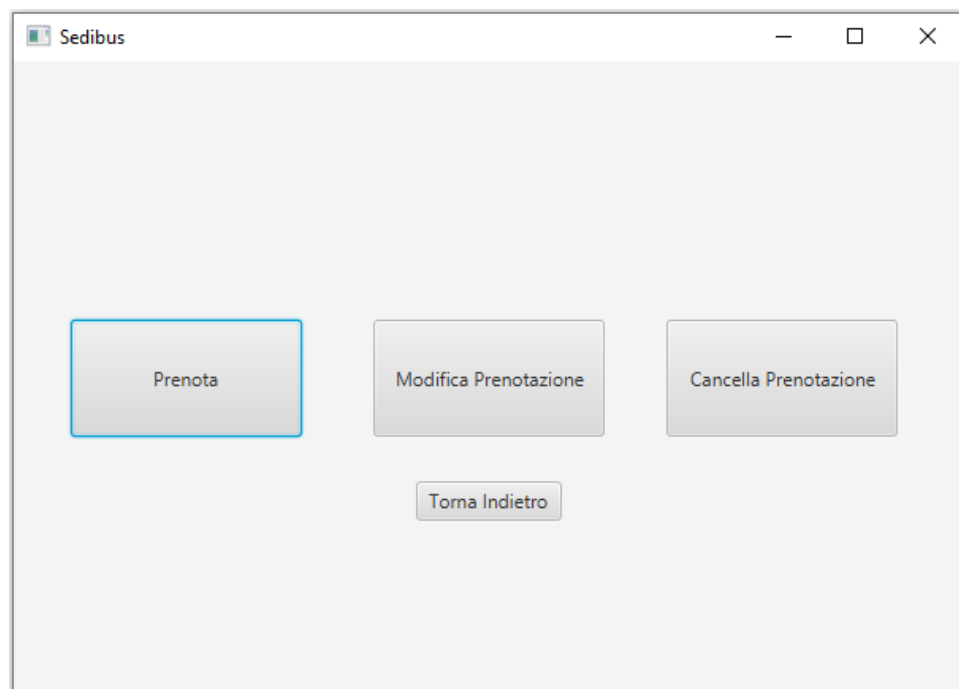 Sedibus
Prenota
Modifica Prenotazione
Cancella Prenotazione
Torna Indietro